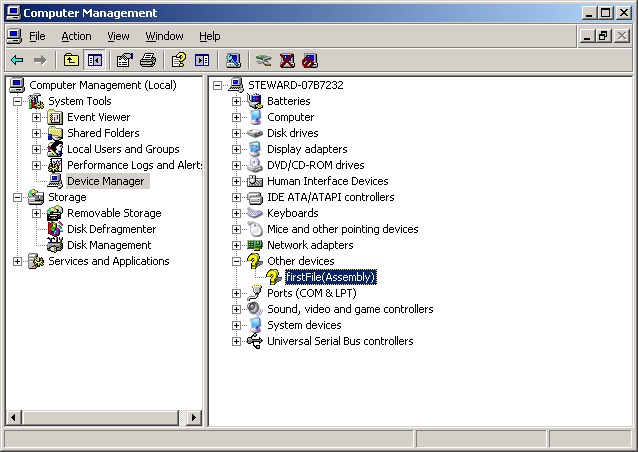 Computer Management
File Action View Window Help
Computer Management (Local)
System Tools
Event Viewer
Shared Folders
Local Users and Groups
Performance Logs and Alerts
Device Manager
Storage
Removable Storage
Disk Defragmenter
Disk Management
Services and Applications
STEWARD-07B7232
Batteries
Computer
Disk drives
Display adapters
DVD/CD-ROM drives
Human Interface Devices
IDE ATA/ATAPI controllers
Keyboards
Mice and other pointing devices
Network adapters
Other devices
firstFile(Assembly)
Ports (COM & LPT)
Sound, video and game controllers
System devices
Universal Serial Bus controllers